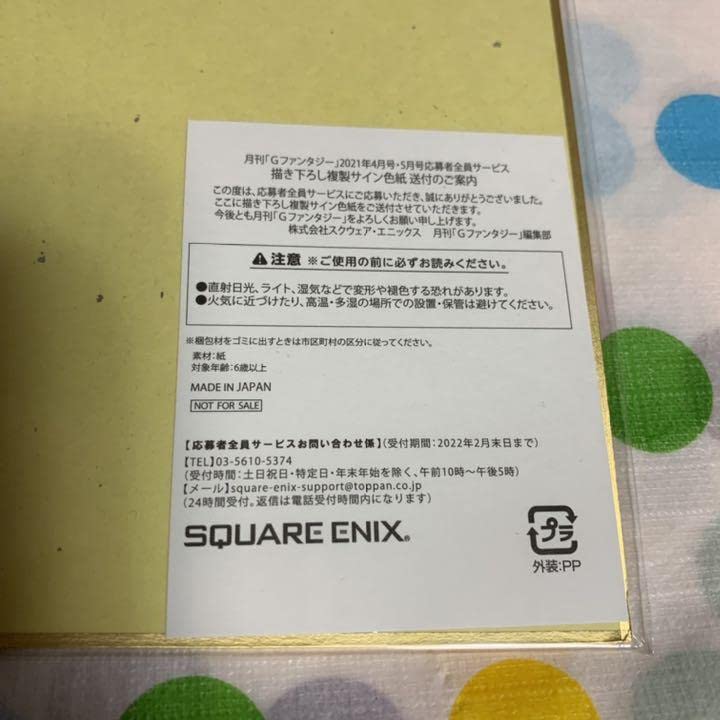 月刊「Gファンタジー」2021年4月号・5月号応募者全員サービス
描き下ろし複製サイン色紙 送付のご案内
この度は、応募者全員サービスにご応募いただき、誠にありがとうございました。
ここに描き下ろし複製サイン色紙をご送付させていただきます。
今後とも月刊「Gファンタジー」をよろしくお願い申し上げます。
株式会社スクウェア・エニックス 月刊「Gファンタジー」編集部
⚠注意 ※ご使用の前に必ずお読みください。
●直射日光、ライト、湿気などで変形や褪色する恐れがあります。
●火気に近づけたり、高温・多湿の場所での設置・保管は避けてください。
※梱包材をゴミに出すときは市区町村の区分に従ってください。
素材:紙
対象年齢:6歳以上
MADE IN JAPAN
NOT FOR SALE
【応募者全員サービスお問い合わせ係】(受付期間:2022年2月末日まで)
【TEL】03-5610-5374
(受付時間:土日祝日・特定日・年末年始を除く、午前10時〜午後5時)
【メール】square-enix-support@toppan.co.jp
(24時間受付。返信は電話受付時間内になります)
SQUARE ENIX®
プラ
外装:PP